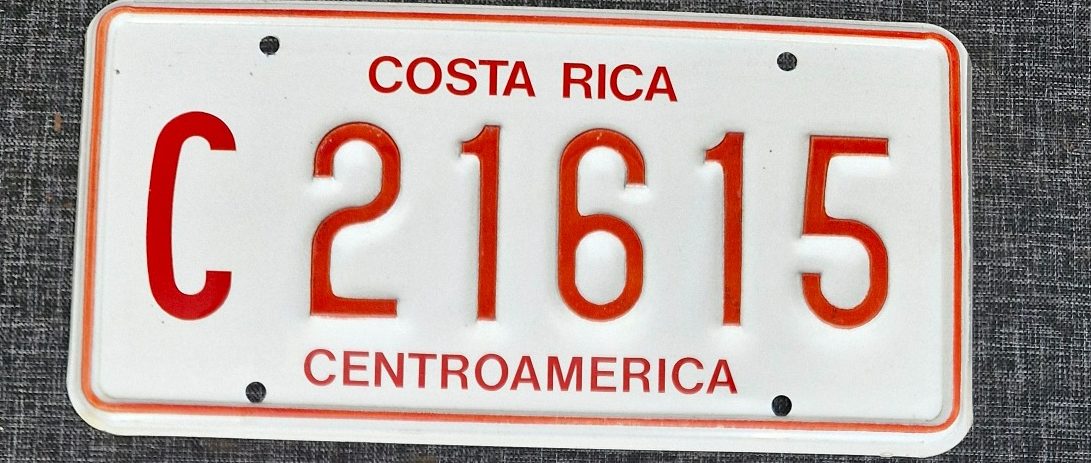 COSTA RICA
C 21615
CENTROAMERICA